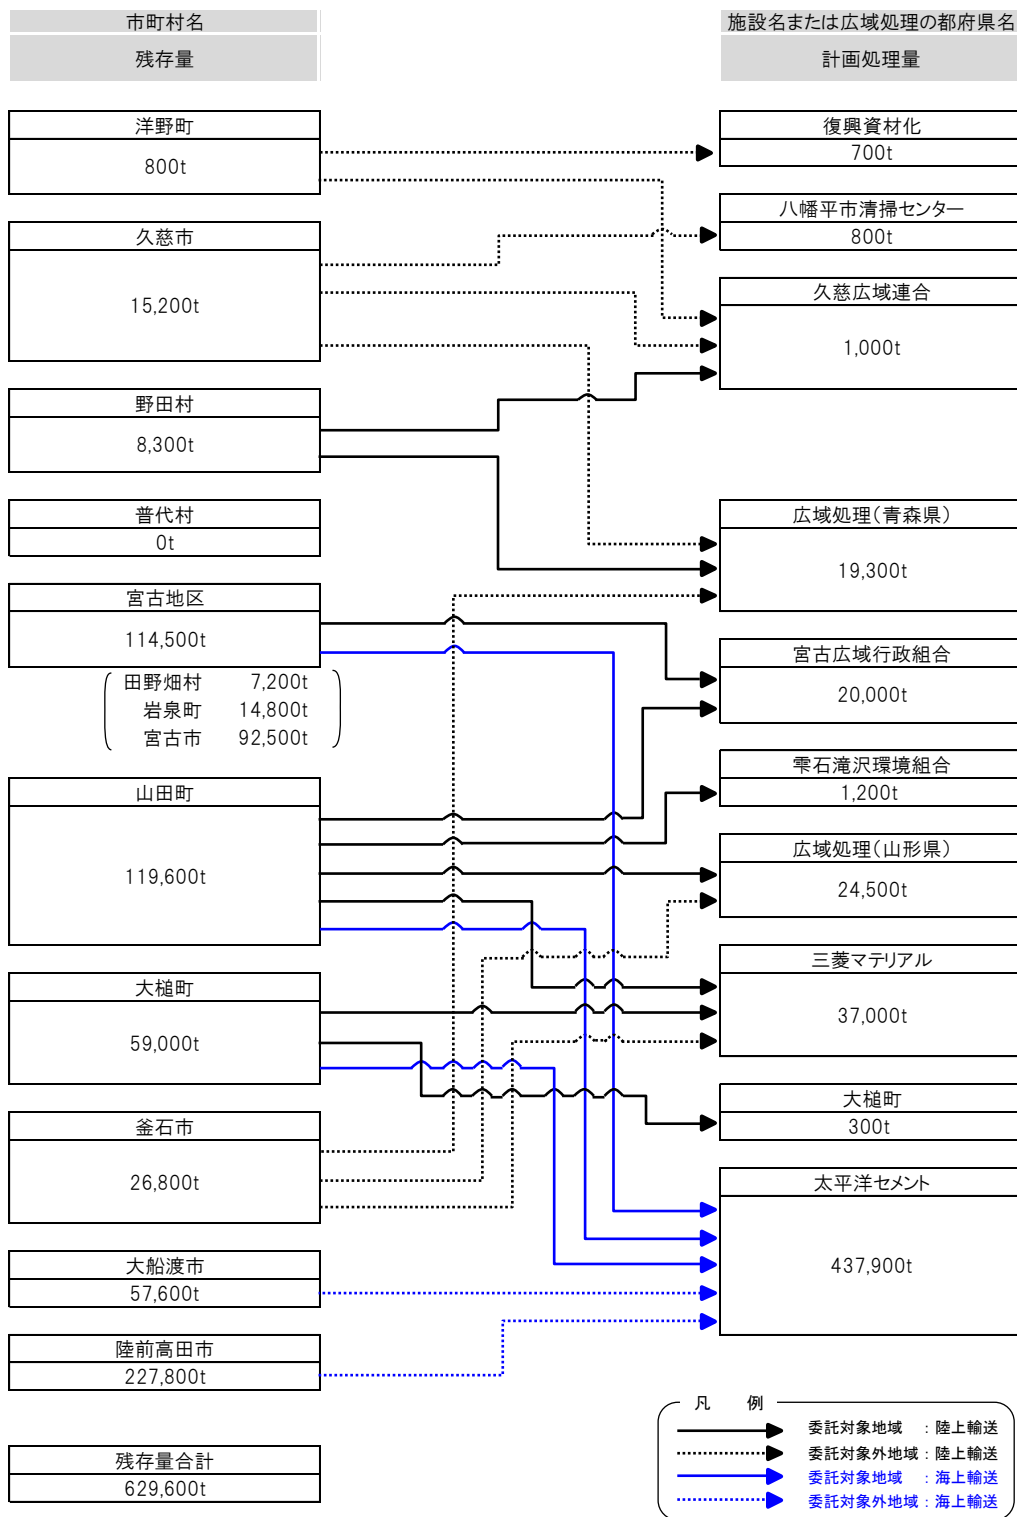 市町村名
残存量
洋野町
800t
久慈市
15,200t
野田村
8,300t
普代村
0t
宮古地区
114,500t
田野畑村 7,200t
岩泉町 14,800t
宮古市 92,500t
山田町
119,600t
大槌町
59,000t
釜石市
26,800t
大船渡市
57,600t
陸前高田市
227,800t
残存量合計
629,600t
施設名または広域処理の都府県名
計画処理量
復興資材化
700t
八幡平市清掃センター
800t
久慈広域連合
1,000t
広域処理(青森県)
19,300t
宮古広域行政組合
20,000t
雫石滝沢環境組合
1,200t
広域処理(山形県)
24,500t
三菱マテリアル
37,000t
大槌町
300t
太平洋セメント
437,900t
凡 例
委託対象地域 :陸上輸送
委託対象外地域:陸上輸送
委託対象地域 :海上輸送
委託対象外地域:海上輸送